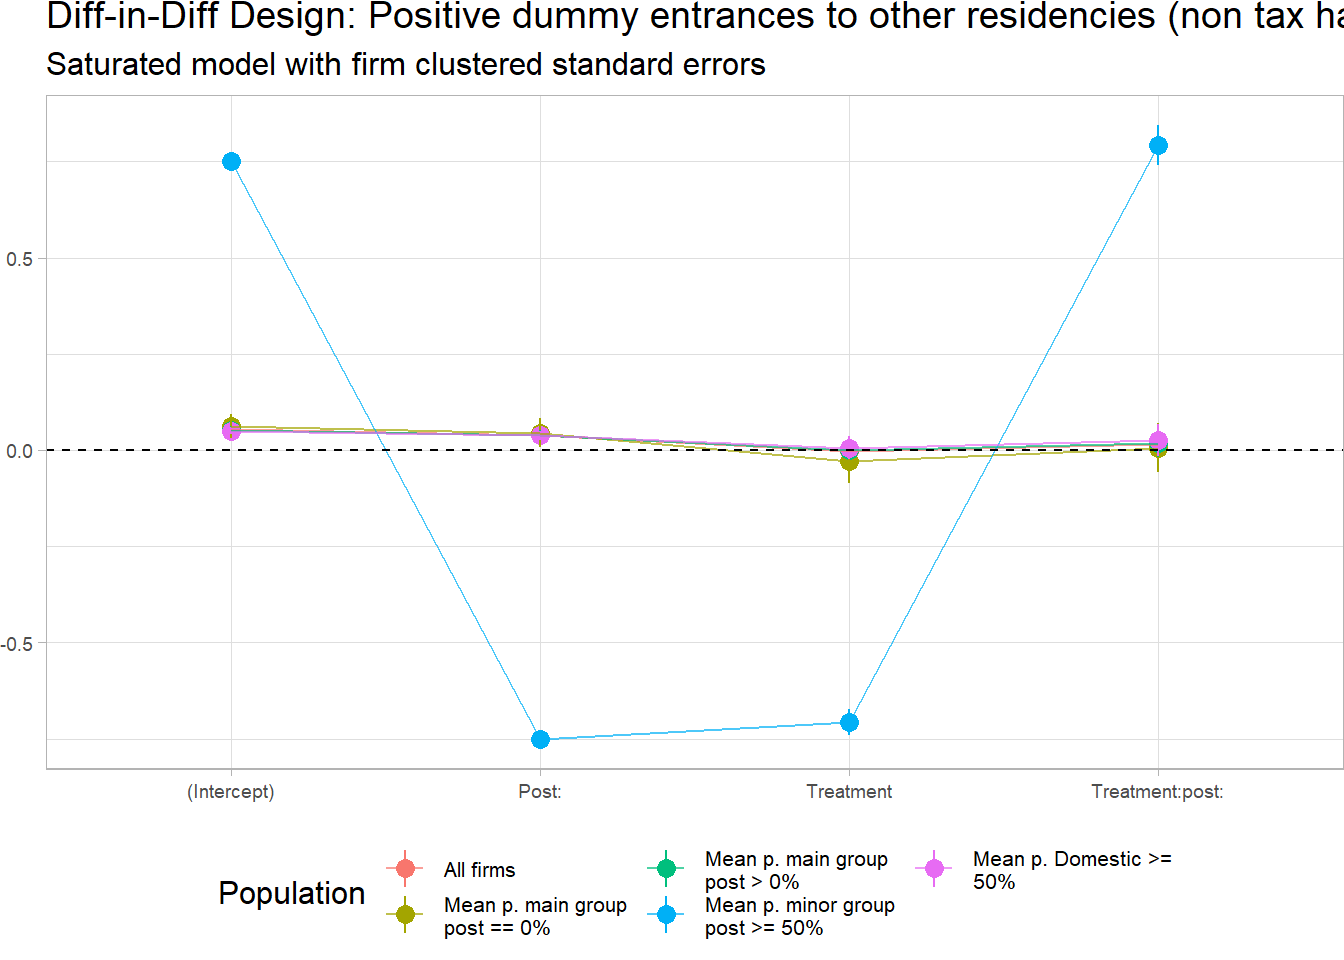 Diff-in-Diff Design: Positive dummy entrances to other residencies (non tax
Saturated model with firm clustered standard errors
0.5
0.0
-0.5
(Intercept)
Post:
Treatment
Treatment:post:
Population
All firms
Mean p. main group
post == 0%
Mean p. main group
post > 0%
Mean p. minor group
post >= 50%
Mean p. Domestic >=
50%